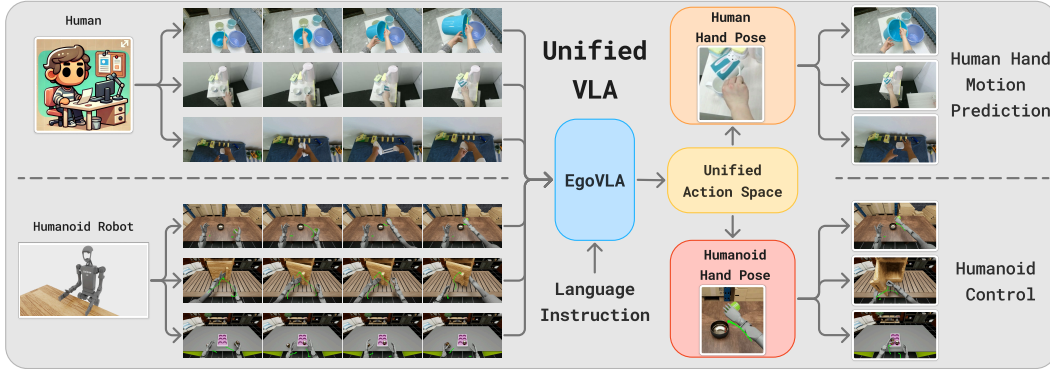 Human
Unified
VLA
EgoVLA
Language
Instruction
Humanoid Robot
Human
Hand Pose
Unified
Action Space
Humanoid
Hand Pose
Human Hand
Motion
Prediction
Humanoid
Control